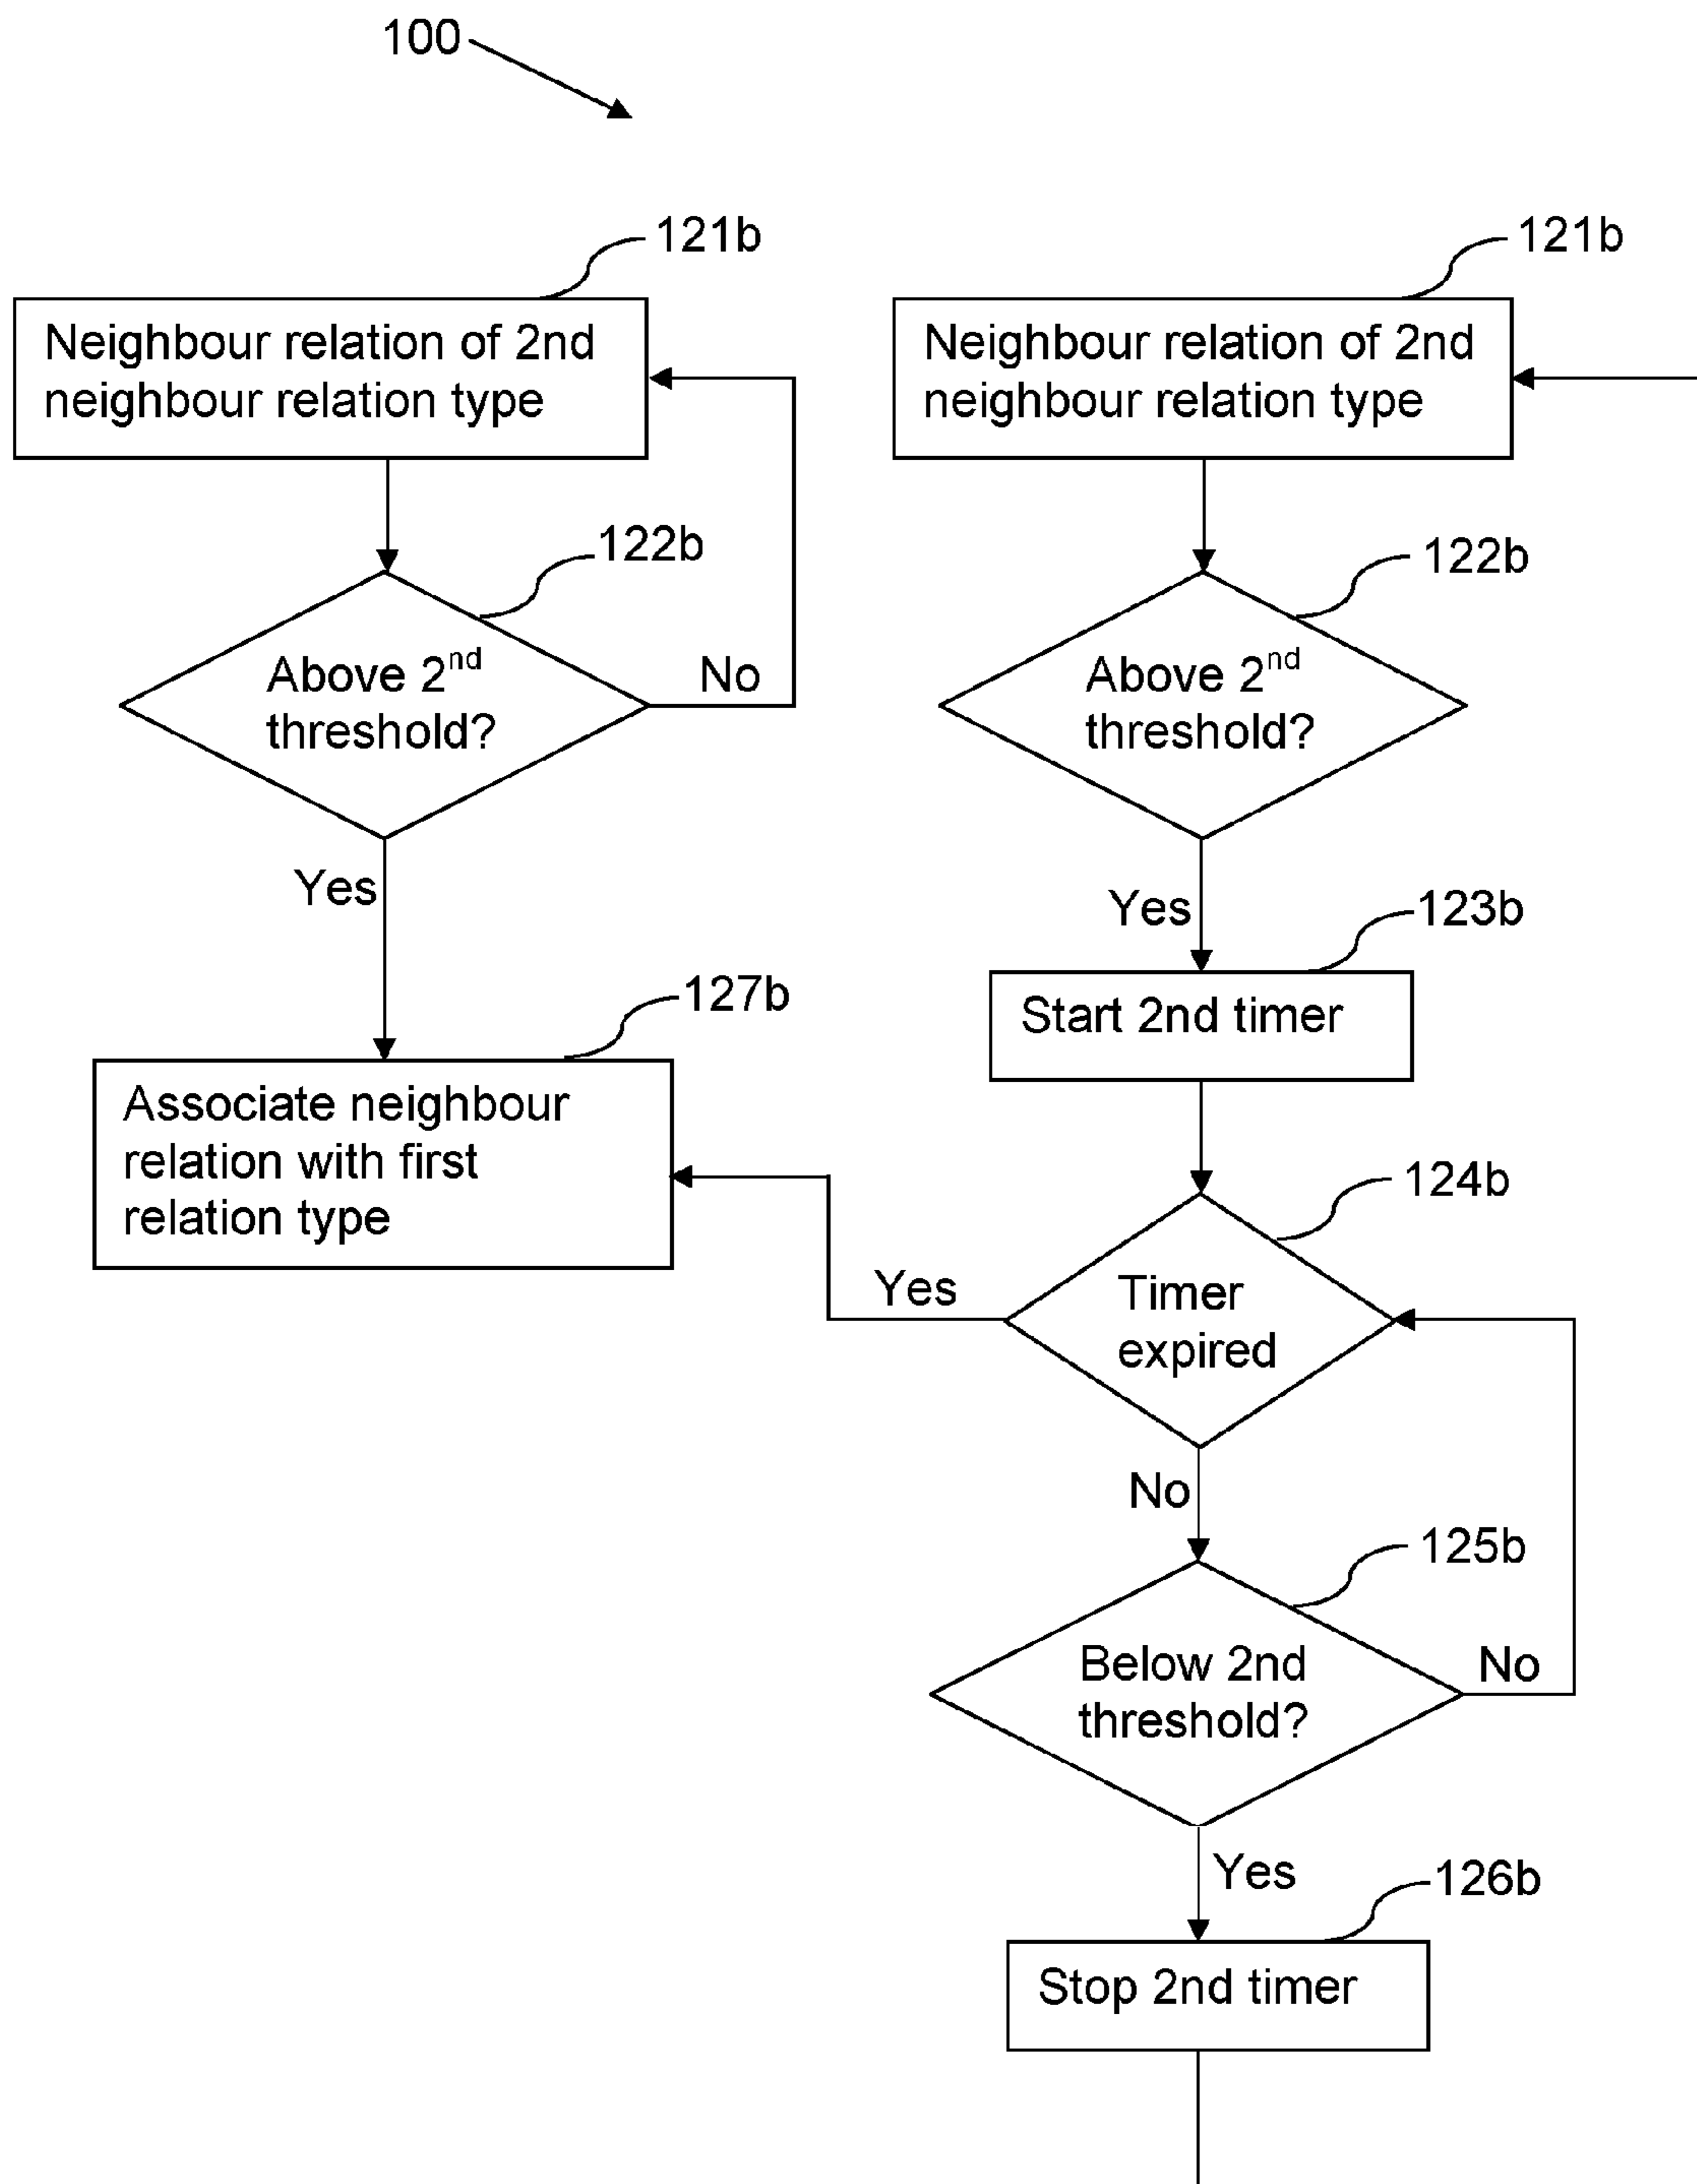 100
121b
Neighbour relation of 2nd
neighbour relation type
122b
Above 2nd
threshold?
No
Yes
127b
Associate neighbour
relation with first
relation type
121b
Neighbour relation of 2nd
neighbour relation type
122b
Above 2nd
threshold?
Yes
123b
Start 2nd timer
124b
Timer
expired
Yes
No
125b
Below 2nd
threshold?
No
Yes
126b
Stop 2nd timer